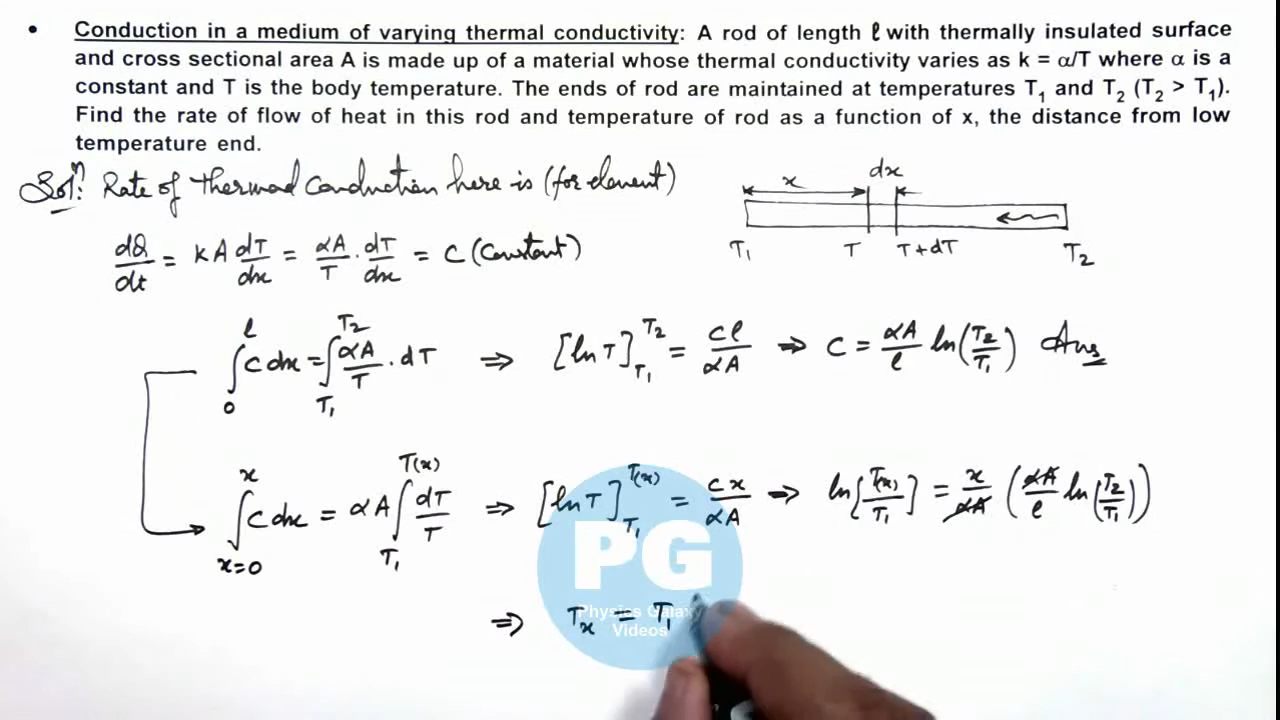 • Conduction in a medium of varying thermal conductivity: A rod of length ℓ with thermally insulated surface
and cross sectional area A is made up of a material whose thermal conductivity varies as k = α/T where α is a
constant and T is the body temperature. The ends of rod are maintained at temperatures T₁ and T₂ (T₂ > T₁).
Find the rate of flow of heat in this rod and temperature of rod as a function of x, the distance from low
temperature end.
Solⁿ: Rate of thermal Conduction here is (for element)
x dx
T₁ T T+dT T₂
dQ/dt = KA dT/dx = αA/T · dT/dx = C (Constant)
∫₀^l C dx = ∫_{T₁}^{T₂} αA/T · dT ⇒ [ln T]_{T₁}^{T₂} = Cl/αA ⇒ C = αA/l ln(T₂/T₁) Ans
∫_{x=0}^{x} C dx = αA ∫_{T₁}^{T(x)} dT/T ⇒ [ln T]_{T₁}^{T(x)} = Cx/αA ⇒ ln[T(x)/T₁] = x/αA (αA/l ln(T₂/T₁))
PG
⇒ Tₓ = T₁
Physics Galaxy
Videos